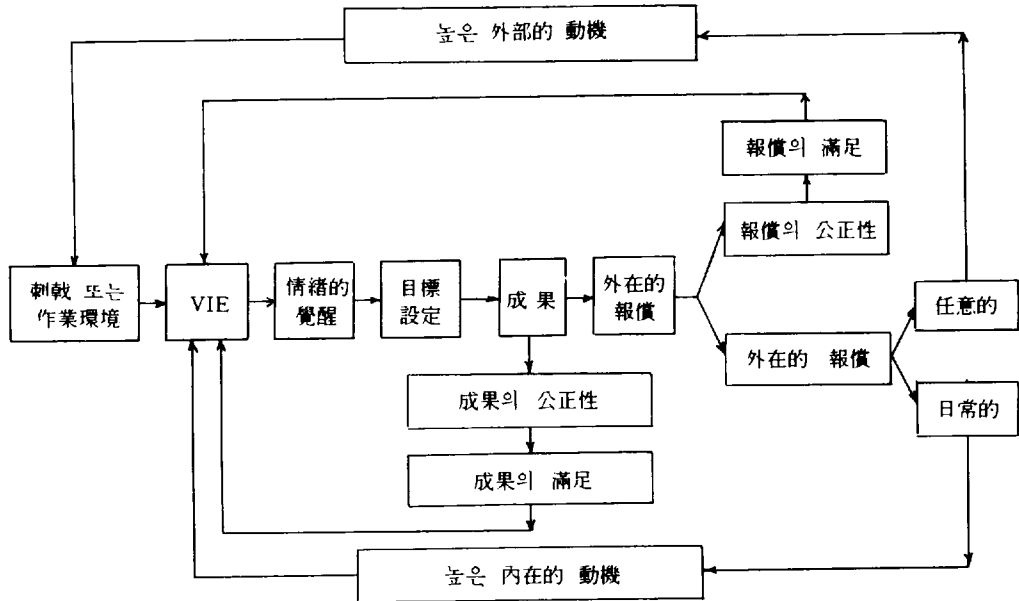 높은 外部的 動機
報償의 滿足
報償의 公正性
刺戟 또는
作業環境
VIE
情緖的
覺醒
目標
設定
成果
外在的
報償
任意的
外在的 報償
日常的
成果의 公正性
成果의 滿足
높은 內在的 動機